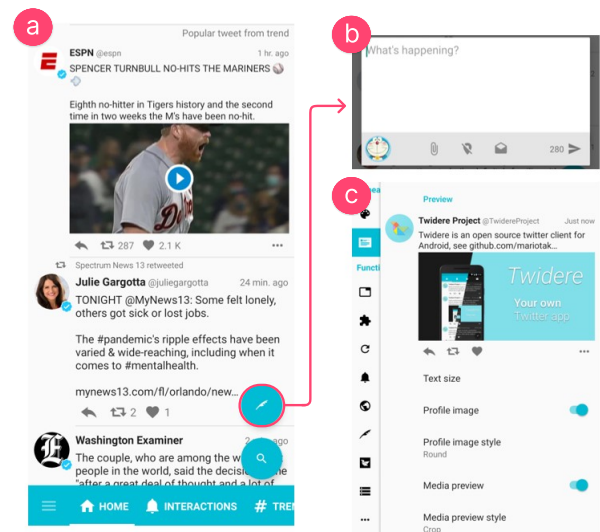 a
Popular tweet from trend
ESPN @espn 1 hr. ago
SPENCER TURNBULL NO-HITS THE MARINERS
Eighth no-hitter in Tigers history and the second
time in two weeks the M's have been no-hit.
287 2.1 K
Spectrum News 13 retweeted
Julie Gargotta @juliegargotta 24 min. ago
TONIGHT @MyNews13: Some felt lonely,
others got sick or lost jobs.
The #pandemic's ripple effects have been
varied & wide-reaching, including when it
comes to #mentalhealth.
mynews13.com/fl/orlando/new…
2 1
Washington Examiner ago
The couple, who are among the
people in the world, said the
"after a great deal of thought and a lot of
HOME INTERACTIONS #
b
What's happening?
280
c
Preview
Twidere Project @TwidereProject Just now
Twidere is an open source twitter client for
Android, see github.com/mariotak…
Twidere
Your own
Twitter app
Text size
Profile image
Profile image style
Round
Media preview
Media preview style
Crop